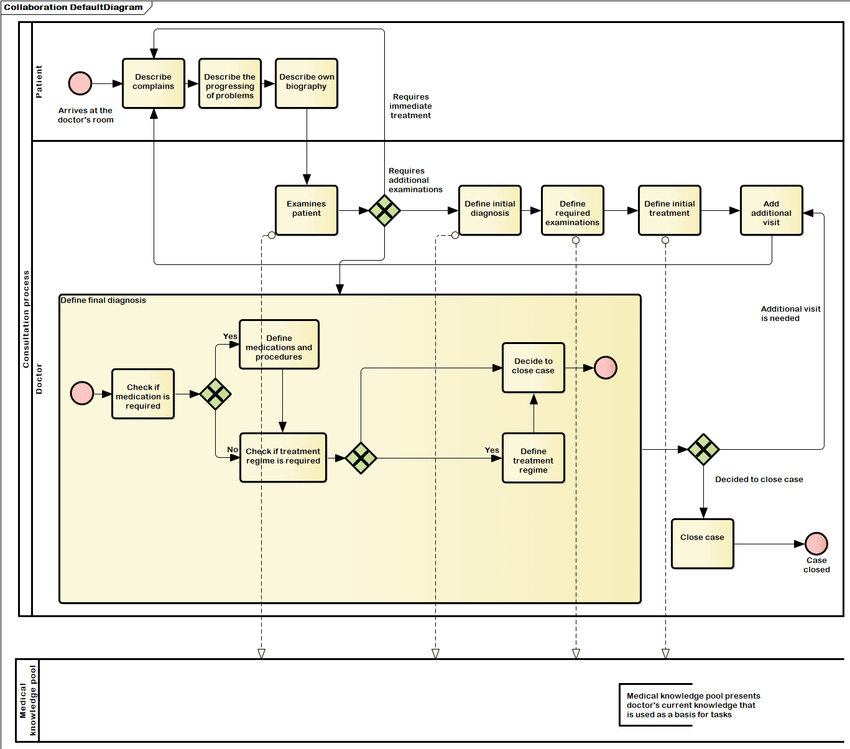 Collaboration DefaultDiagram
Consultation process
Patient
Arrives at the
doctor's room
Describe
complains
Describe the
progressing
of problems
Describe own
biography
Requires
immediate
treatment
Doctor
Examines
patient
Requires
additional
examinations
Define initial
diagnosis
Define
required
examinations
Define initial
treatment
Add
additional
visit
Additional visit
is needed
Define final diagnosis
Check if
medication is
required
Yes
Define
medications and
procedures
No
Check if treatment
regime is required
Decide to
close case
Yes
Define
treatment
regime
Decided to close case
Close case
Case
closed
Medical
knowledge pool
Medical knowledge pool presents
doctor's current knowledge that
is used as a basis for tasks